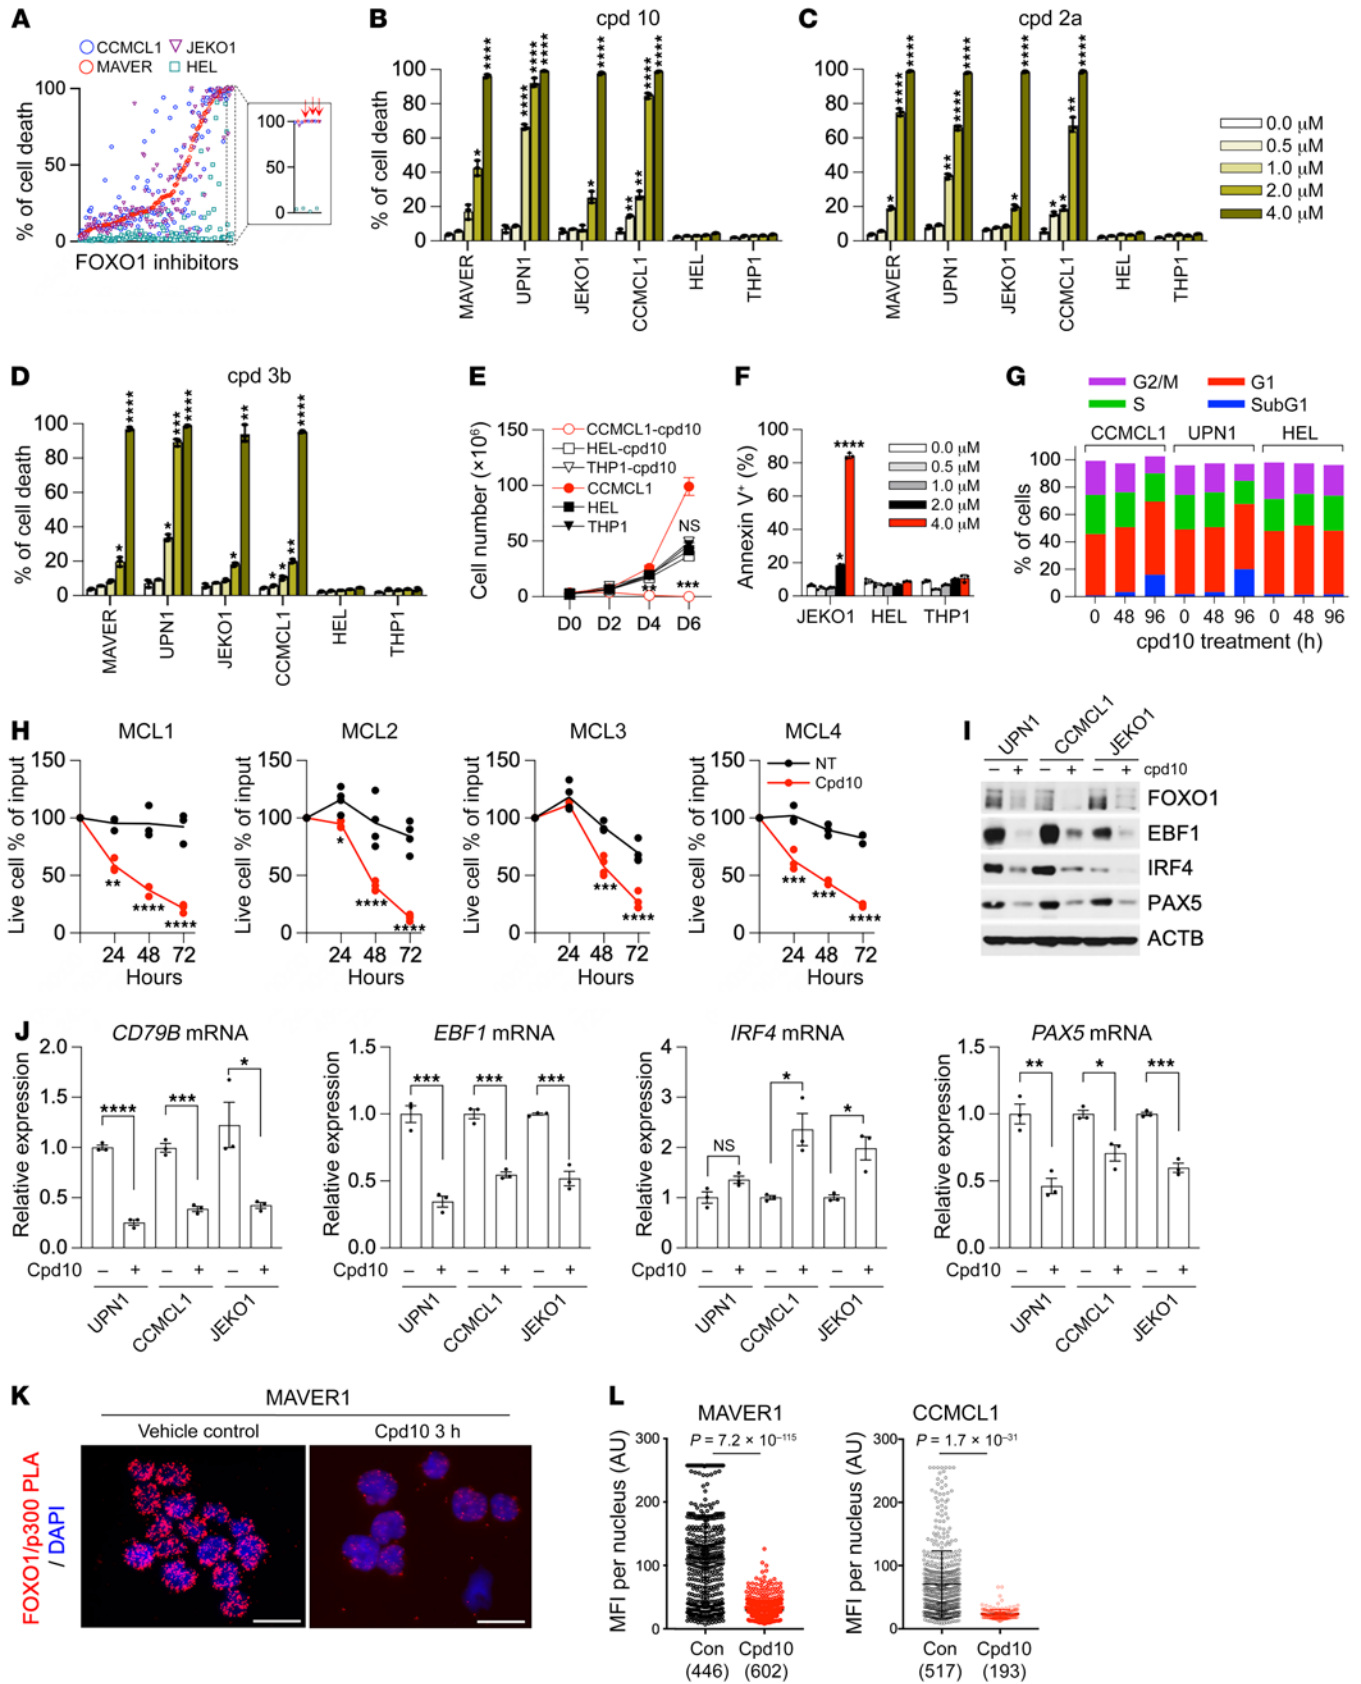 A
CCMCL1 JEKO1
MAVER HEL
% of cell death
100
50
0
100
50
0
FOXO1 inhibitors
B
cpd 10
% of cell death
100
80
60
40
20
0
**** **** **** **** **** **** **** * * ** **
MAVER UPN1 JEKO1 CCMCL1 HEL THP1
C
cpd 2a
% of cell death
100
80
60
40
20
0
MAVER UPN1 JEKO1 CCMCL1 HEL THP1
0.0 µM
0.5 µM
1.0 µM
2.0 µM
4.0 µM
D
cpd 3b
% of cell death
100
80
60
40
20
0
MAVER UPN1 JEKO1 CCMCL1 HEL THP1
E
Cell number (×10⁶)
150
100
50
0
CCMCL1-cpd10
HEL-cpd10
THP1-cpd10
CCMCL1
HEL
THP1
NS
** ***
D0 D2 D4 D6
F
Annexin V⁺ (%)
100
80
60
40
20
0
****
*
0.0 µM
0.5 µM
1.0 µM
2.0 µM
4.0 µM
JEKO1 HEL THP1
G
G2/M G1
S SubG1
CCMCL1 UPN1 HEL
% of cells
100
80
60
40
20
0
0 48 96 0 48 96 0 48 96
cpd10 treatment (h)
H
MCL1
Live cell % of input
150
100
50
0
** **** ****
24 48 72
Hours
MCL2
Live cell % of input
150
100
50
0
* **** ****
24 48 72
Hours
MCL3
Live cell % of input
150
100
50
0
*** ****
24 48 72
Hours
MCL4
NT
Cpd10
Live cell % of input
150
100
50
0
*** *** ****
24 48 72
Hours
I
UPN1 CCMCL1 JEKO1
– + – + – + cpd10
FOXO1
EBF1
IRF4
PAX5
ACTB
J
CD79B mRNA
Relative expression
2.0
1.5
1.0
0.5
0.0
**** *** *
Cpd10 – + – + – +
UPN1 CCMCL1 JEKO1
EBF1 mRNA
Relative expression
1.5
1.0
0.5
0.0
*** *** ***
Cpd10 – + – + – +
UPN1 CCMCL1 JEKO1
IRF4 mRNA
Relative expression
4
3
2
1
0
NS * *
Cpd10 – + – + – +
UPN1 CCMCL1 JEKO1
PAX5 mRNA
Relative expression
1.5
1.0
0.5
0.0
** * ***
Cpd10 – + – + – +
UPN1 CCMCL1 JEKO1
K
MAVER1
Vehicle control Cpd10 3 h
FOXO1/p300 PLA
/ DAPI
L
MAVER1
P = 7.2 × 10⁻¹¹⁵
MFI per nucleus (AU)
300
200
100
0
Con Cpd10
(446) (602)
CCMCL1
P = 1.7 × 10⁻³¹
MFI per nucleus (AU)
300
200
100
0
Con Cpd10
(517) (193)